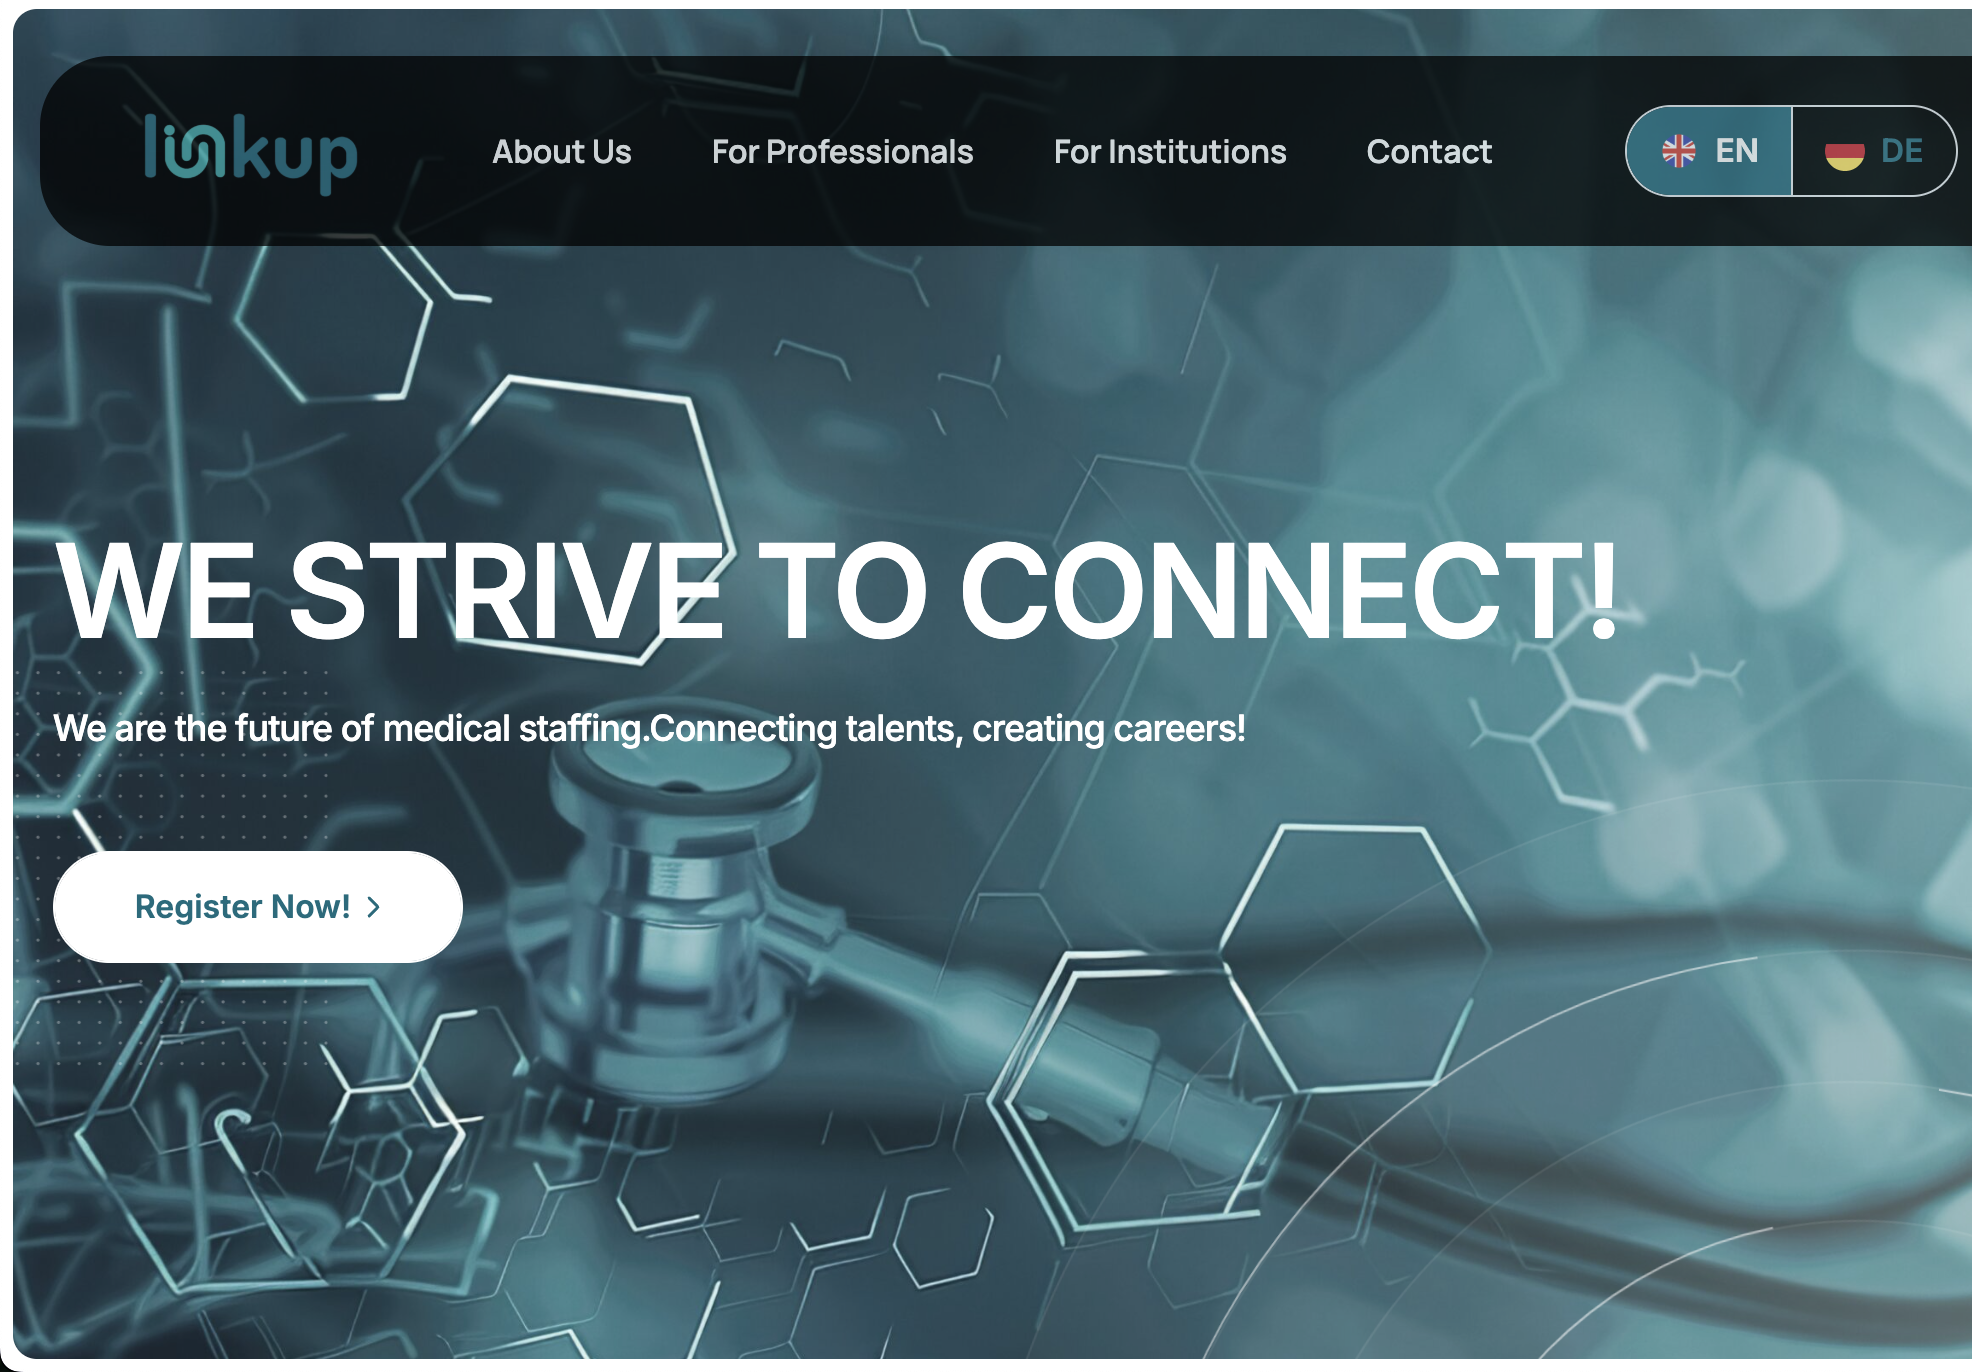 linkup About Us For Professionals For Institutions Contact EN DE
WE STRIVE TO CONNECT!
We are the future of medical staffing.Connecting talents, creating careers!
Register Now!